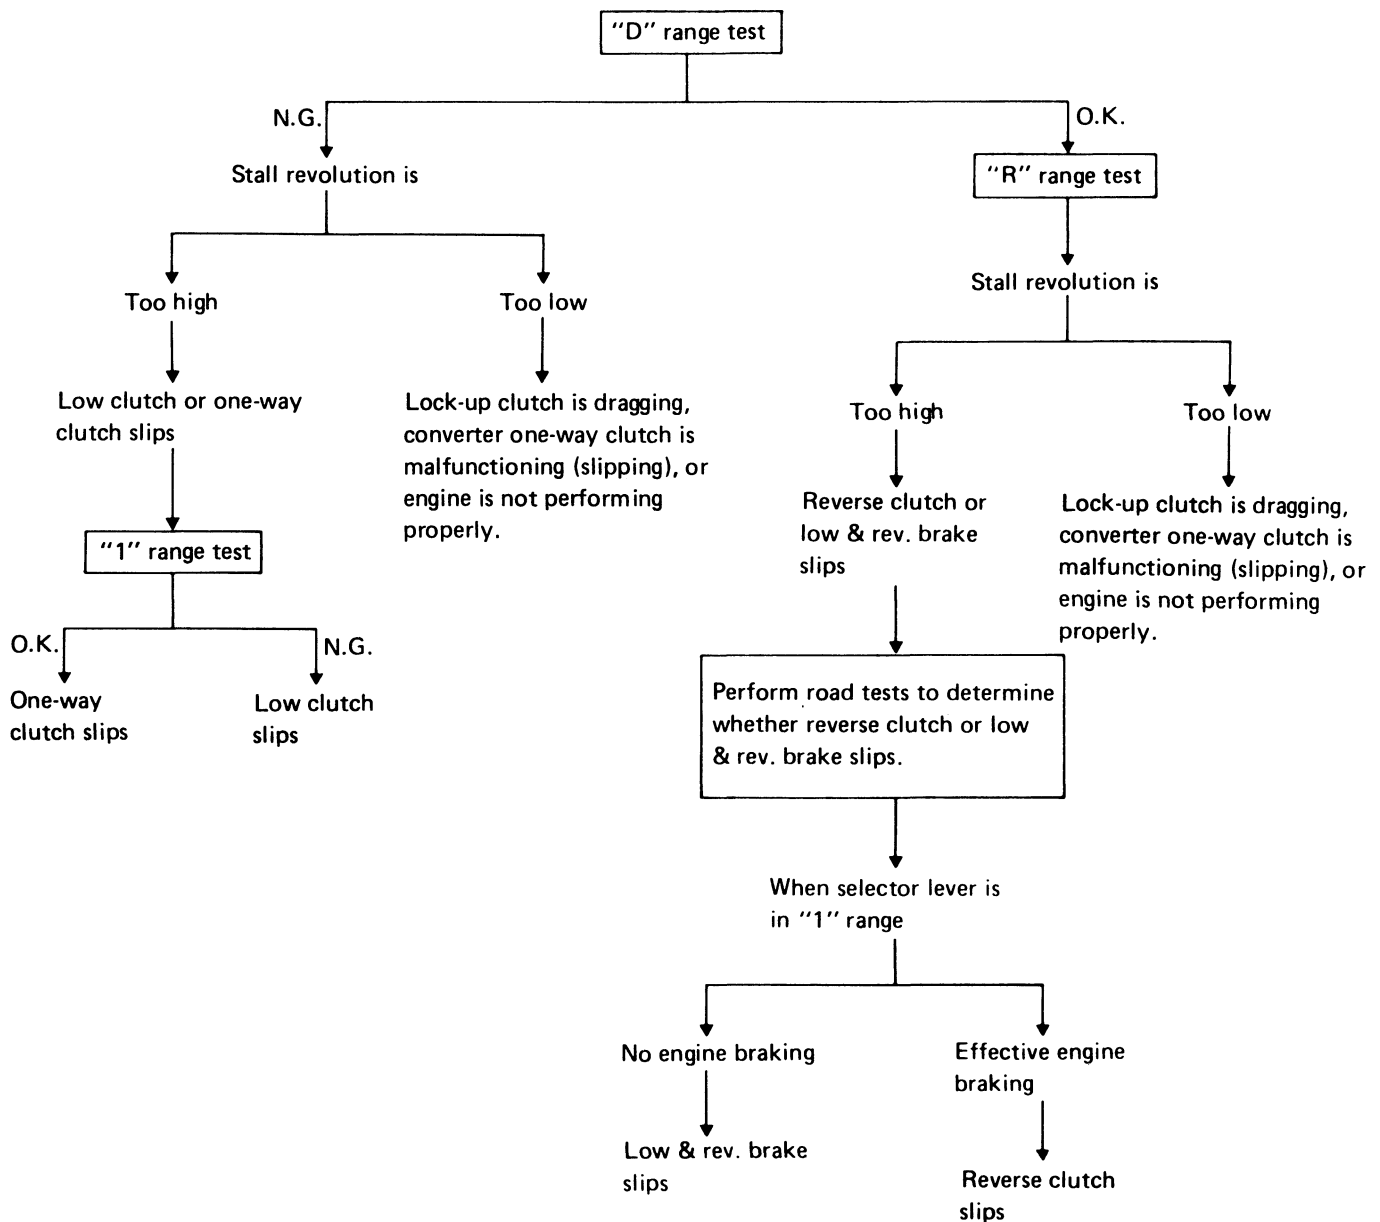 "D" range test
N.G.
O.K.
Stall revolution is
"R" range test
Too high
Too low
Stall revolution is
Low clutch or one-way
clutch slips
Lock-up clutch is dragging,
converter one-way clutch is
malfunctioning (slipping), or
engine is not performing
properly.
Too high
Too low
"1" range test
Reverse clutch or
low & rev. brake
slips
Lock-up clutch is dragging,
converter one-way clutch is
malfunctioning (slipping), or
engine is not performing
properly.
O.K.
N.G.
One-way
clutch slips
Low clutch
slips
Perform road tests to determine
whether reverse clutch or low
& rev. brake slips.
When selector lever is
in "1" range
No engine braking
Effective engine
braking
Low & rev. brake
slips
Reverse clutch
slips